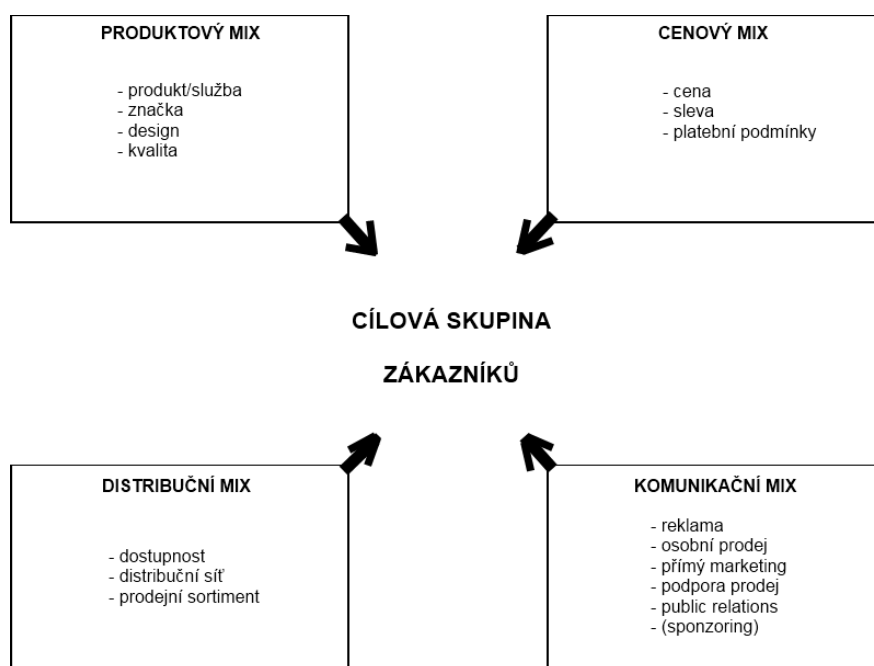 PRODUKTOVÝ MIX
- produkt/služba
- značka
- design
- kvalita
CENOVÝ MIX
- cena
- sleva
- platební podmínky
CÍLOVÁ SKUPINA
ZÁKAZNÍKŮ
DISTRIBUČNÍ MIX
- dostupnost
- distribuční síť
- prodejní sortiment
KOMUNIKAČNÍ MIX
- reklama
- osobní prodej
- přímý marketing
- podpora prodej
- public relations
- (sponzoring)